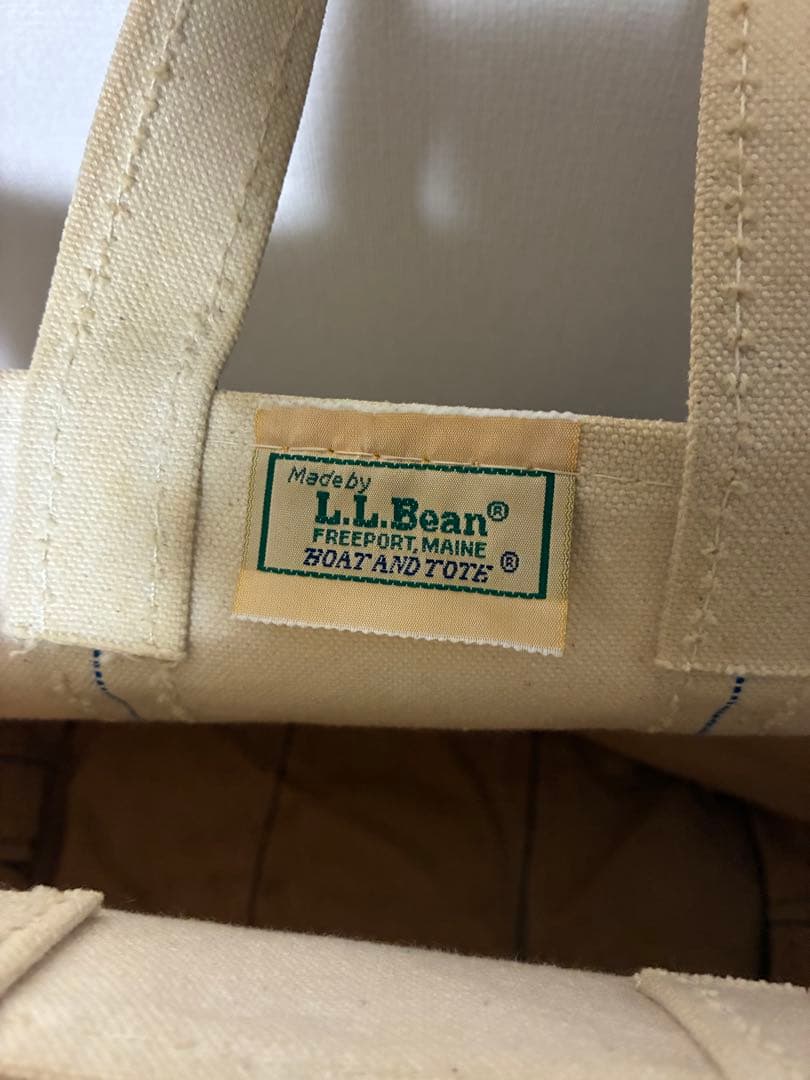 Made by
L.L.Bean®
FREEPORT, MAINE
BOAT AND TOTE ®